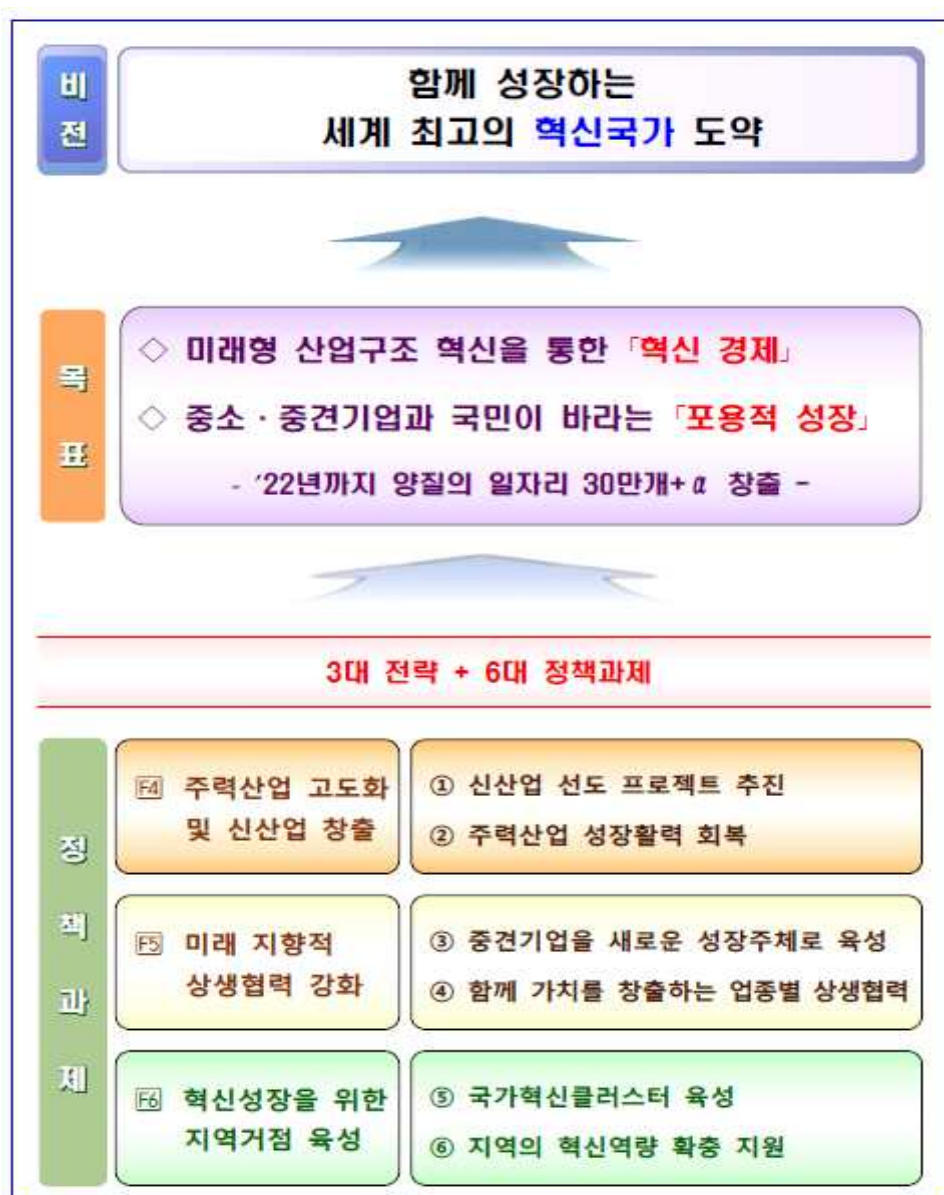 비전
함께 성장하는
세계 최고의 혁신국가 도약
목표
◇ 미래형 산업구조 혁신을 통한 「혁신 경제」
◇ 중소·중견기업과 국민이 바라는 「포용적 성장」
- ′22년까지 양질의 일자리 30만개+α 창출 -
3대 전략 + 6대 정책과제
정책과제
F4 주력산업 고도화
및 신산업 창출
① 신산업 선도 프로젝트 추진
② 주력산업 성장활력 회복
F5 미래 지향적
상생협력 강화
③ 중견기업을 새로운 성장주체로 육성
④ 함께 가치를 창출하는 업종별 상생협력
F6 혁신성장을 위한
지역거점 육성
⑤ 국가혁신클러스터 육성
⑥ 지역의 혁신역량 확충 지원